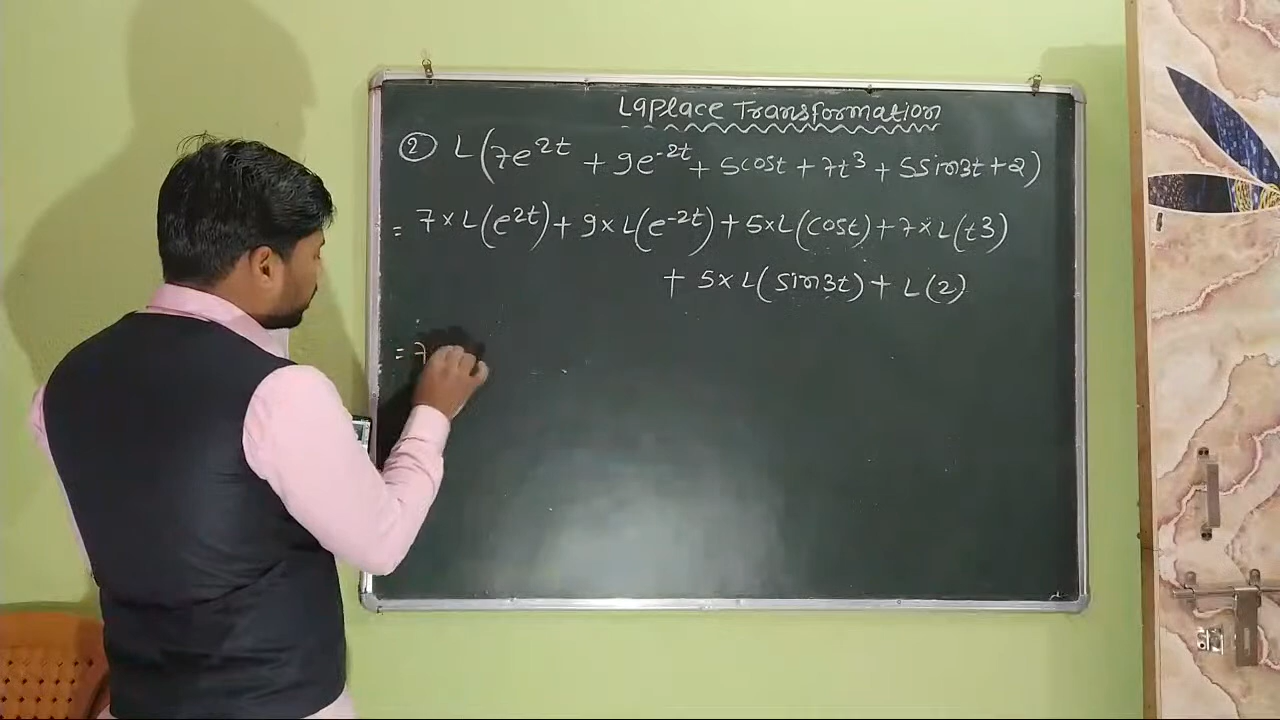 Laplace Transformation
② L(7e^2t + 9e^-2t + 5cost + 7t^3 + 5sin3t + 2)
= 7×L(e^2t) + 9×L(e^-2t) + 5×L(cost) + 7×L(t3)
+ 5×L(sin3t) + L(2)
= 7